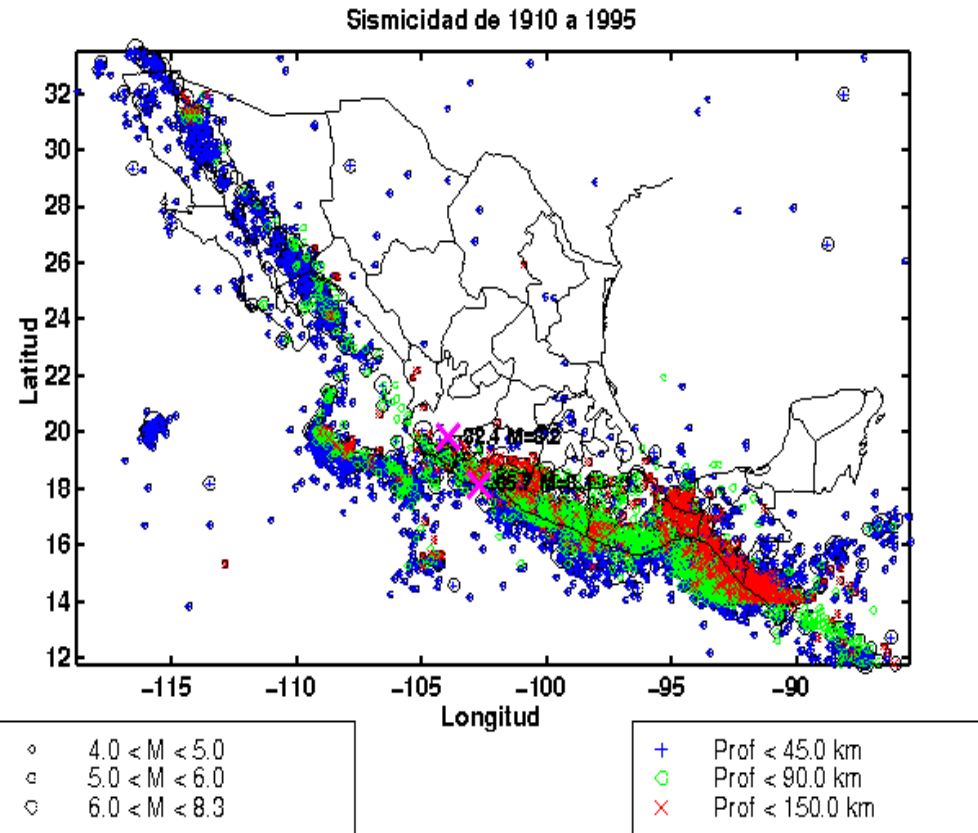 Sismicidad de 1910 a 1995
Latitud
32
30
28
26
24
22
20
18
16
14
12
-115
-110
-105
-100
-95
-90
Longitud
4.0 < M < 5.0
5.0 < M < 6.0
6.0 < M < 8.3
Prof < 45.0 km
Prof < 90.0 km
Prof < 150.0 km